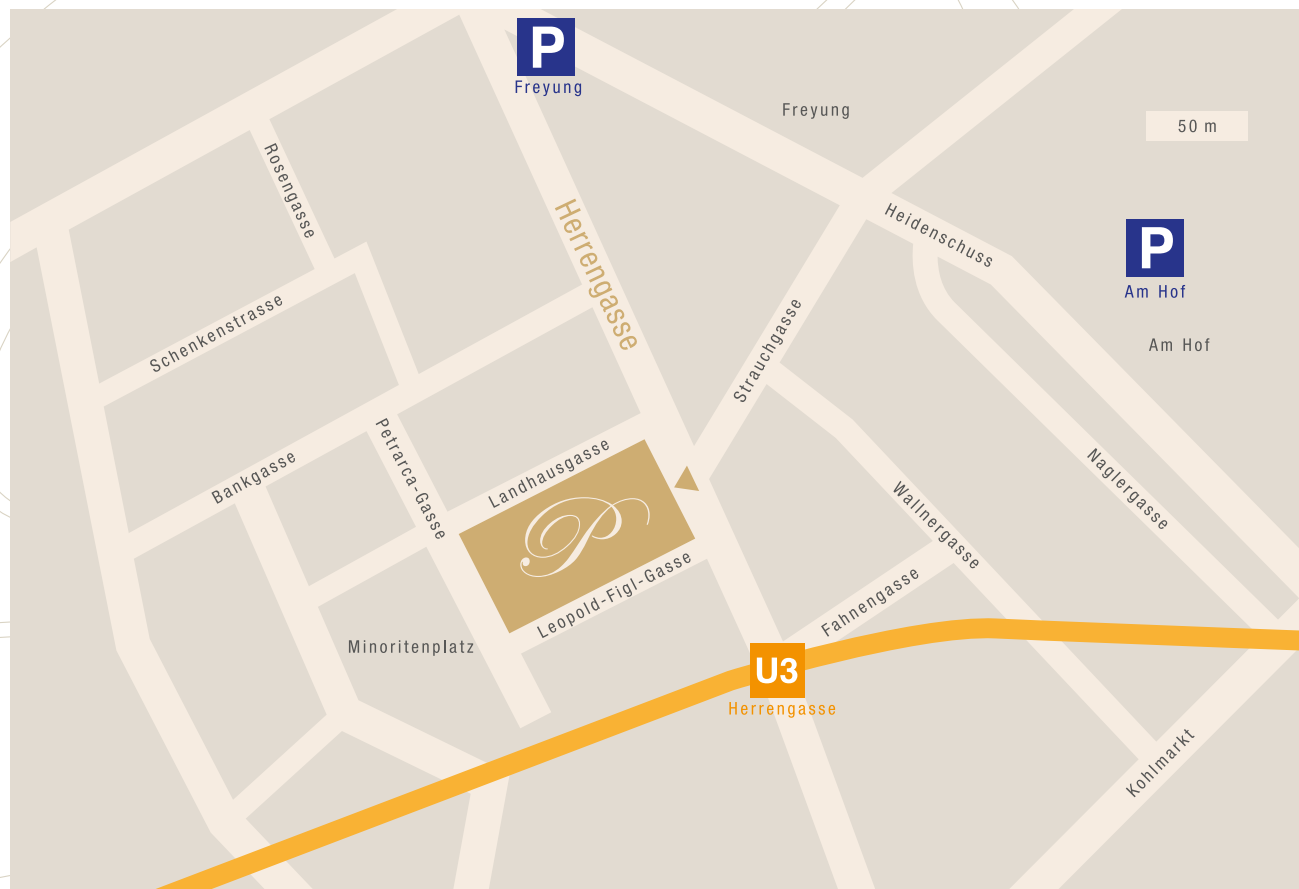 P
Freyung
Freyung
50 m
Rosengasse
Herrengasse
Heidenschuss
P
Am Hof
Am Hof
Schenkenstrasse
Strauchgasse
Petrarca-Gasse
Bankgasse
Landhausgasse
Naglergasse
Wallnergasse
P
Leopold-Figl-Gasse
Fahnengasse
Minoritenplatz
U3
Herrengasse
Kohlmarkt